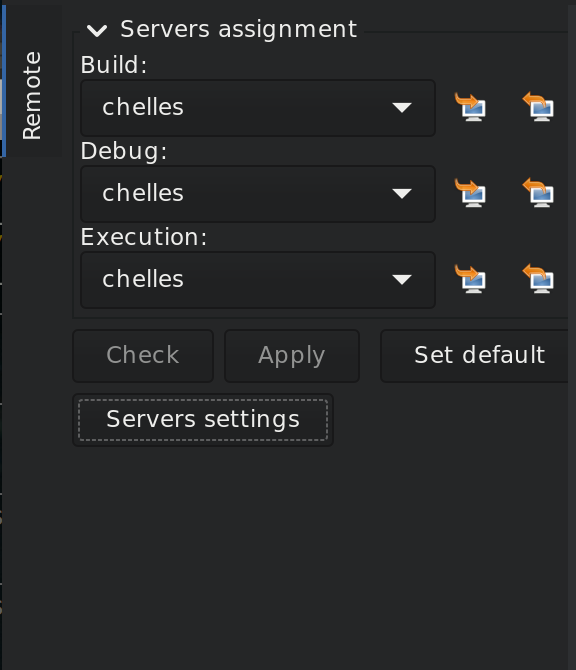 Remote
Servers assignment
Build:
chelles
Debug:
chelles
Execution:
chelles
Check
Apply
Set default
Servers settings